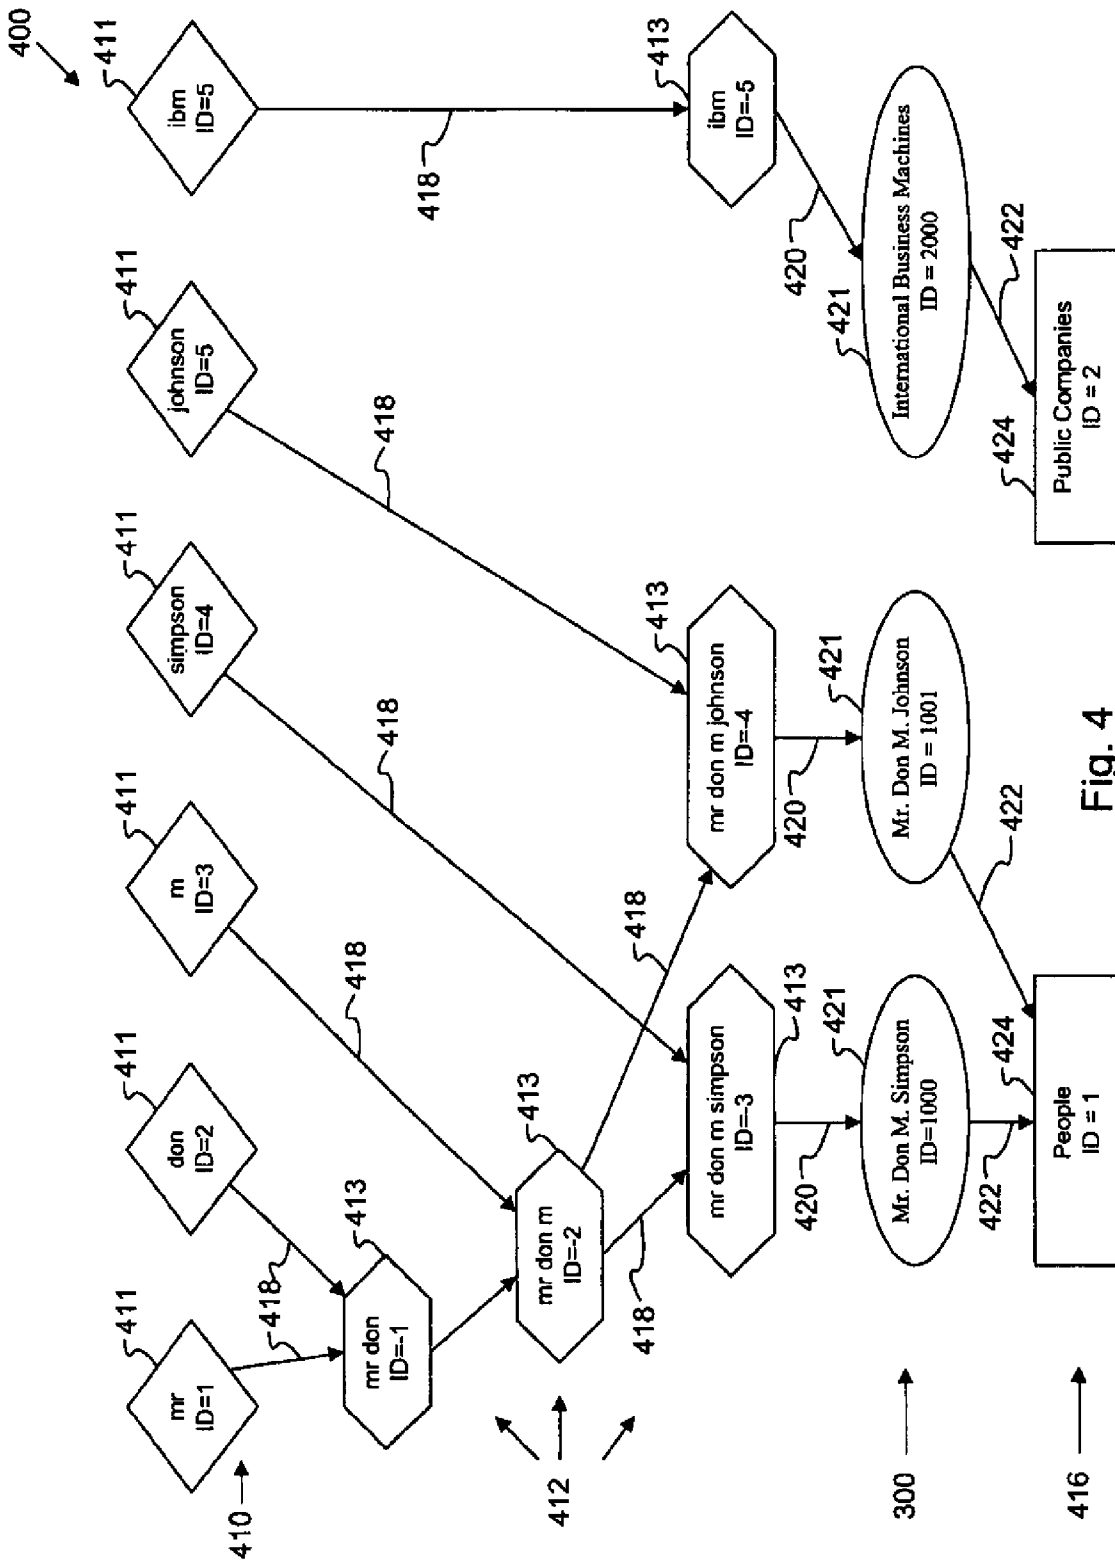 400
411
mr
ID=1
411
don
ID=2
411
m
ID=3
411
simpson
ID=4
411
johnson
ID=5
411
ibm
ID=5
410
418
418
418
418
418
413
mr don
ID=-1
412
413
mr don m
ID=-2
418
418
418
413
mr don m simpson
ID=-3
413
mr don m johnson
ID=-4
413
ibm
ID=-5
420
420
420
300
421
Mr. Don M. Simpson
ID=1000
421
Mr. Don M. Johnson
ID = 1001
421
International Business Machines
ID = 2000
422
422
422
416
424
People
ID = 1
424
Public Companies
ID = 2
Fig. 4